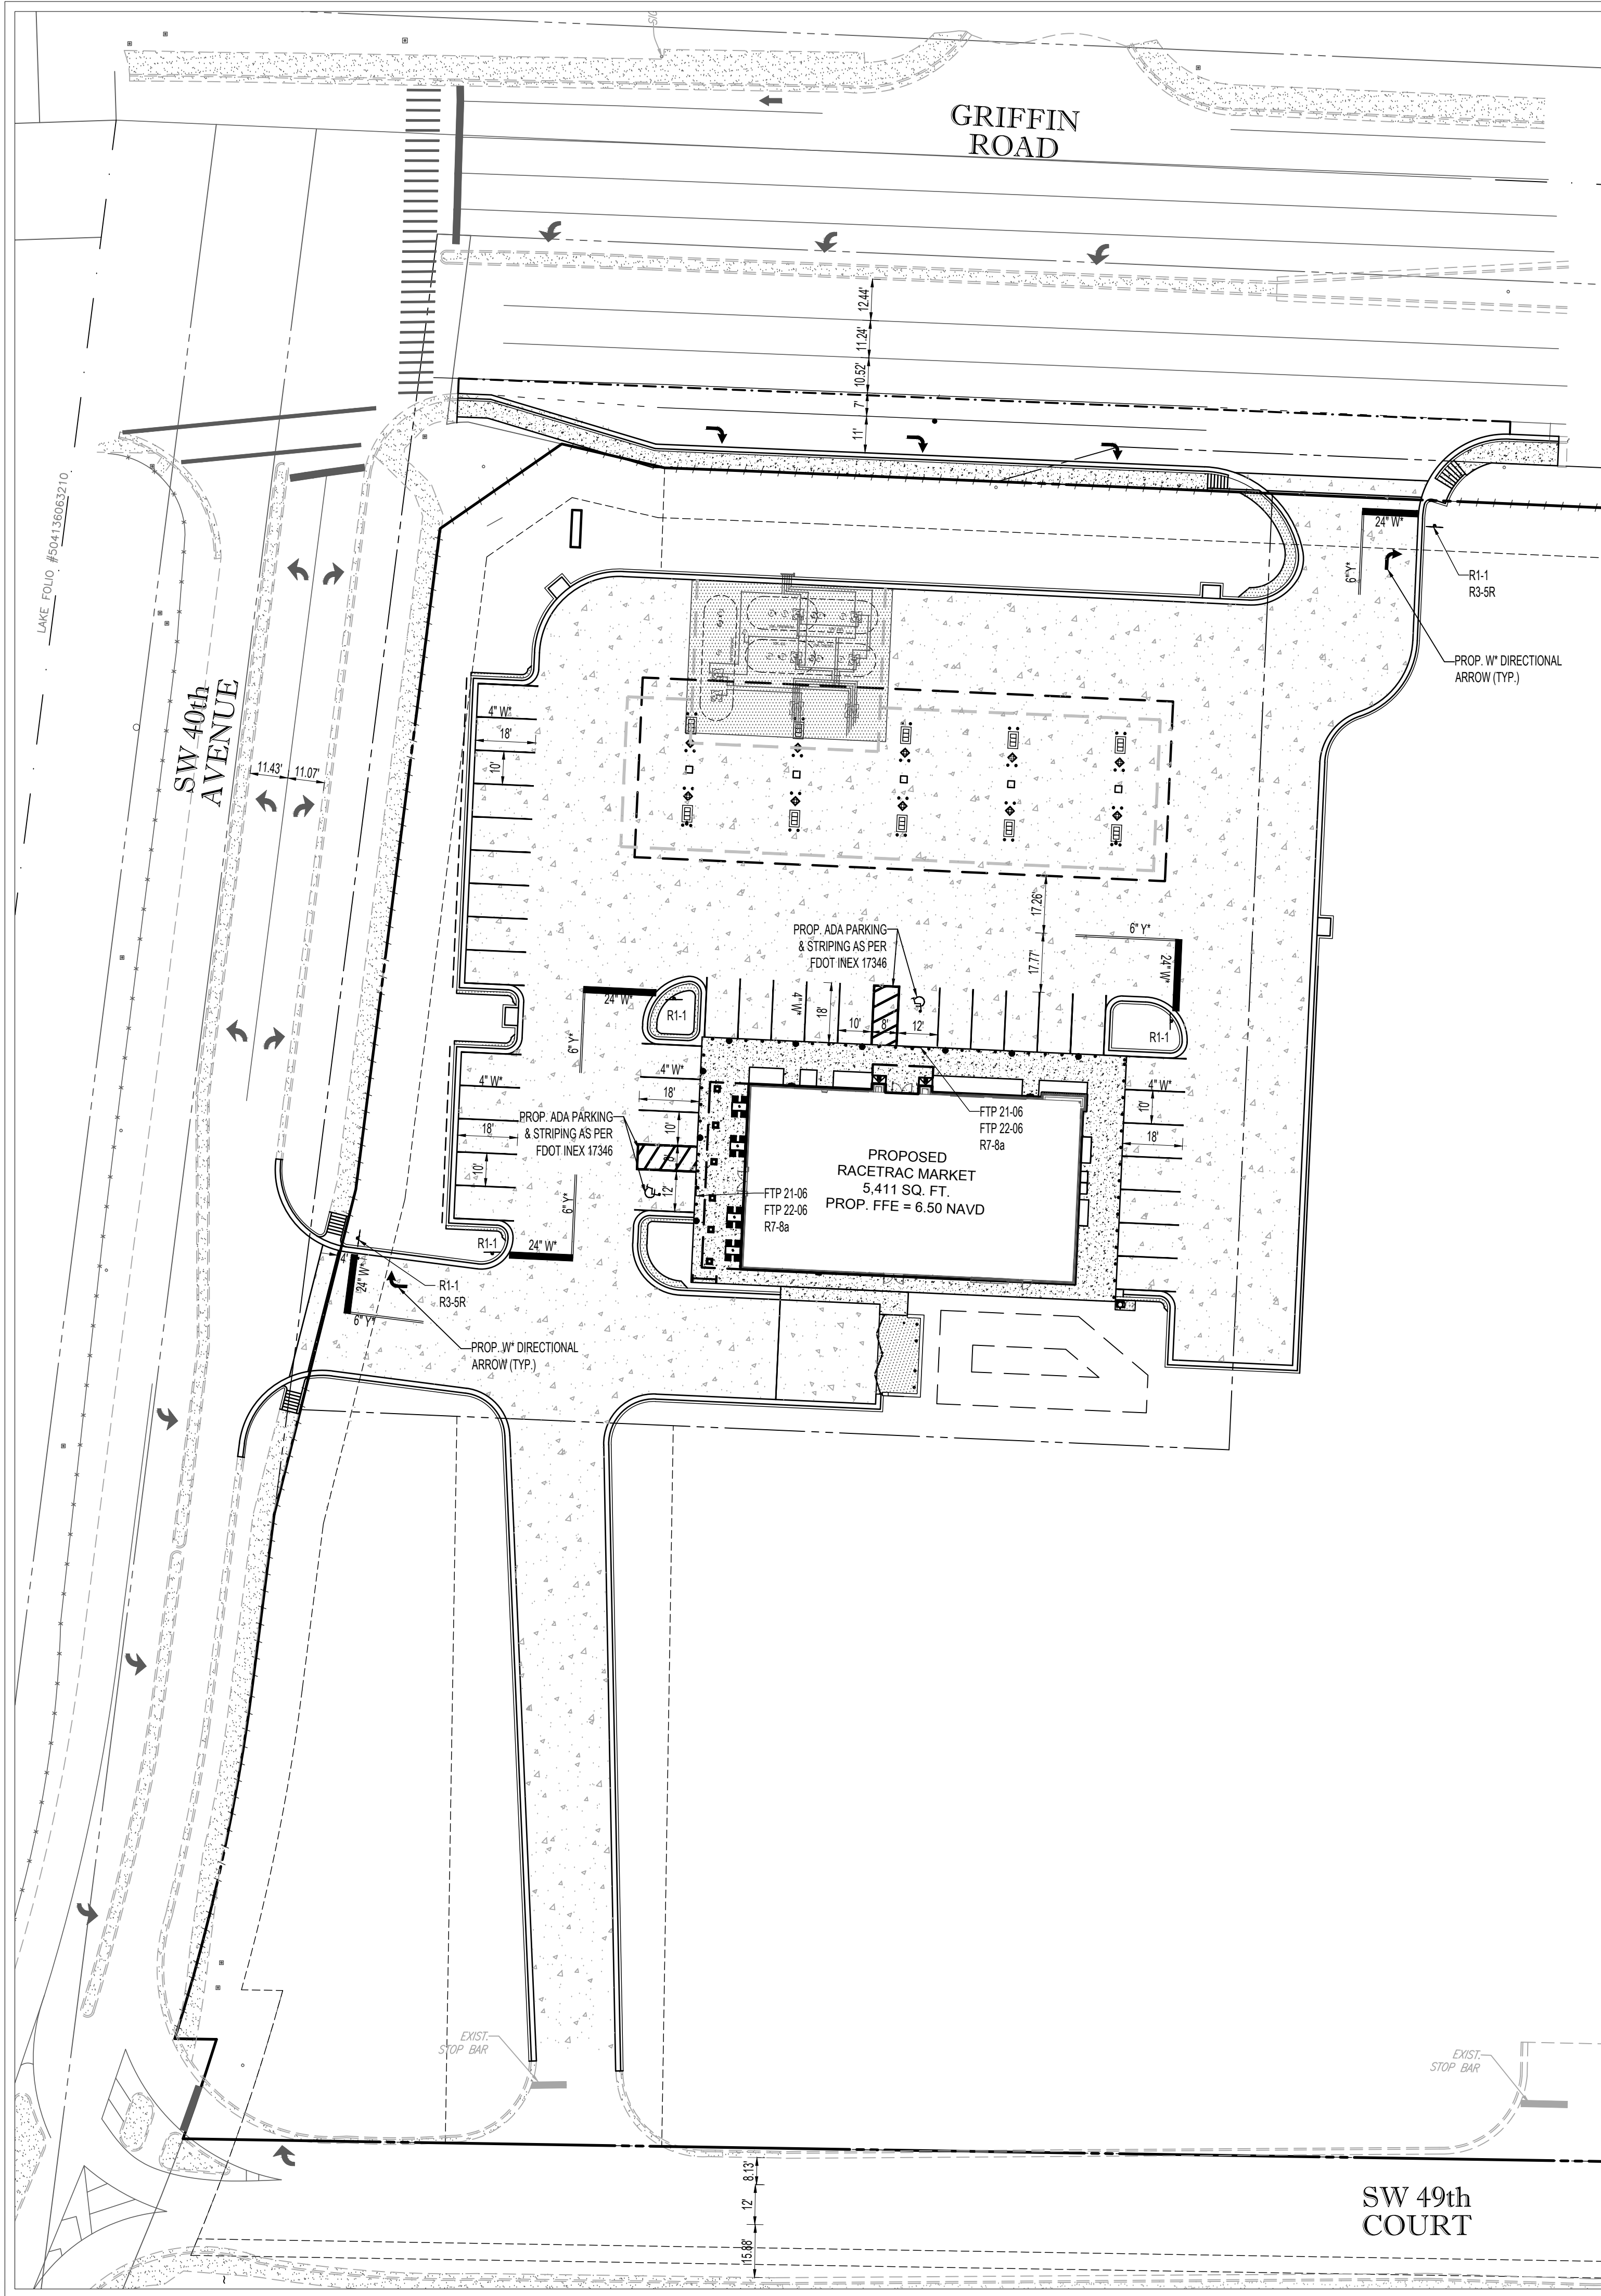 SIC
GRIFFIN
ROAD
12.44'
11.24'
10.52'
7'
11'
LAKE FOLIO #504136063210
24" W*
6"Y*
R1-1
R3-5R
PROP. W* DIRECTIONAL
ARROW (TYP.)
SW 40th
AVENUE
11.43'
11.07'
4" W*
18'
10'
17.26'
17.77'
PROP. ADA PARKING
& STRIPING AS PER
FDOT INEX 17346
6" Y*
24" W*
24" W*
R1-1
6" Y*
4" W*
18'
10'
8'
12'
R1-1
4" W*
18'
10'
4" W*
18'
10'
8'
12'
4" W*
10'
18'
PROP. ADA PARKING
& STRIPING AS PER
FDOT INEX 17346
FTP 21-06
FTP 22-06
R7-8a
PROPOSED
RACETRAC MARKET
5,411 SQ. FT.
PROP. FFE = 6.50 NAVD
FTP 21-06
FTP 22-06
R7-8a
6" Y*
R1-1
24" W*
4'
24" W*
6" Y*
R1-1
R3-5R
PROP. W* DIRECTIONAL
ARROW (TYP.)
EXIST.
STOP BAR
EXIST.
STOP BAR
8.13'
12'
15.88'
SW 49th
COURT